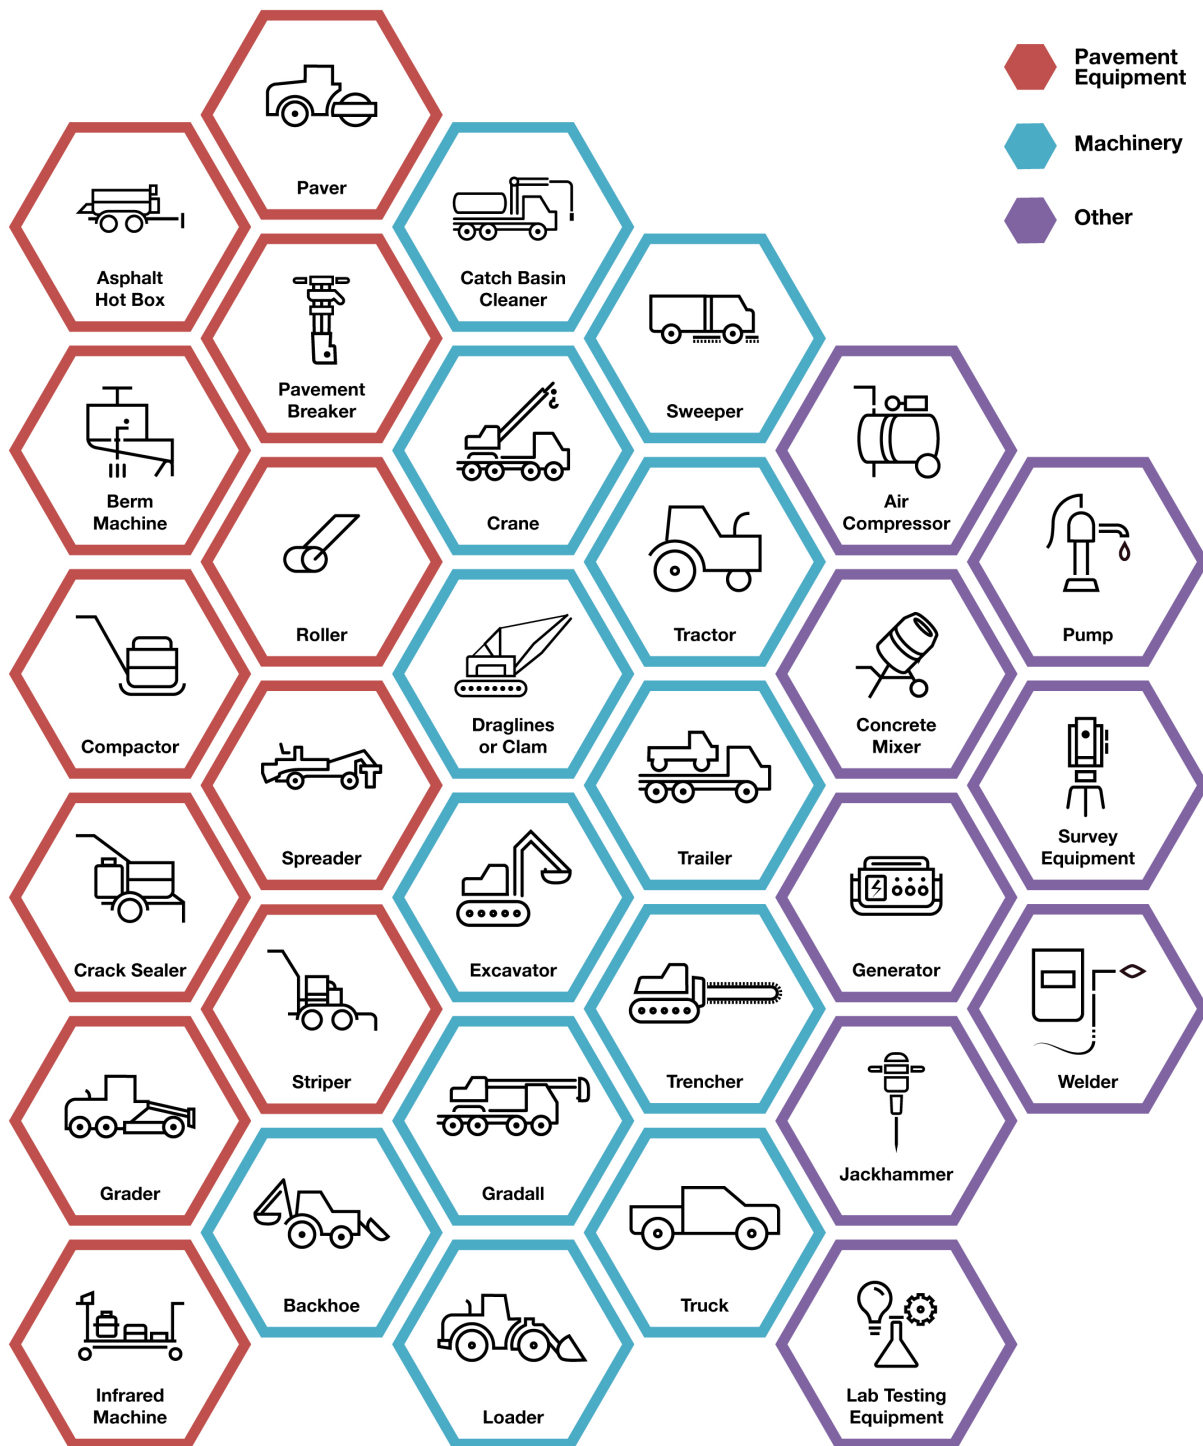 Pavement
Equipment
Machinery
Other
Paver
Asphalt
Hot Box
Catch Basin
Cleaner
Pavement
Breaker
Sweeper
Berm
Machine
Crane
Air
Compressor
Roller
Tractor
Pump
Compactor
Draglines
or Clam
Concrete
Mixer
Spreader
Trailer
Survey
Equipment
Crack Sealer
Excavator
Generator
Striper
Trencher
Welder
Grader
Gradall
Jackhammer
Backhoe
Truck
Infrared
Machine
Loader
Lab Testing
Equipment